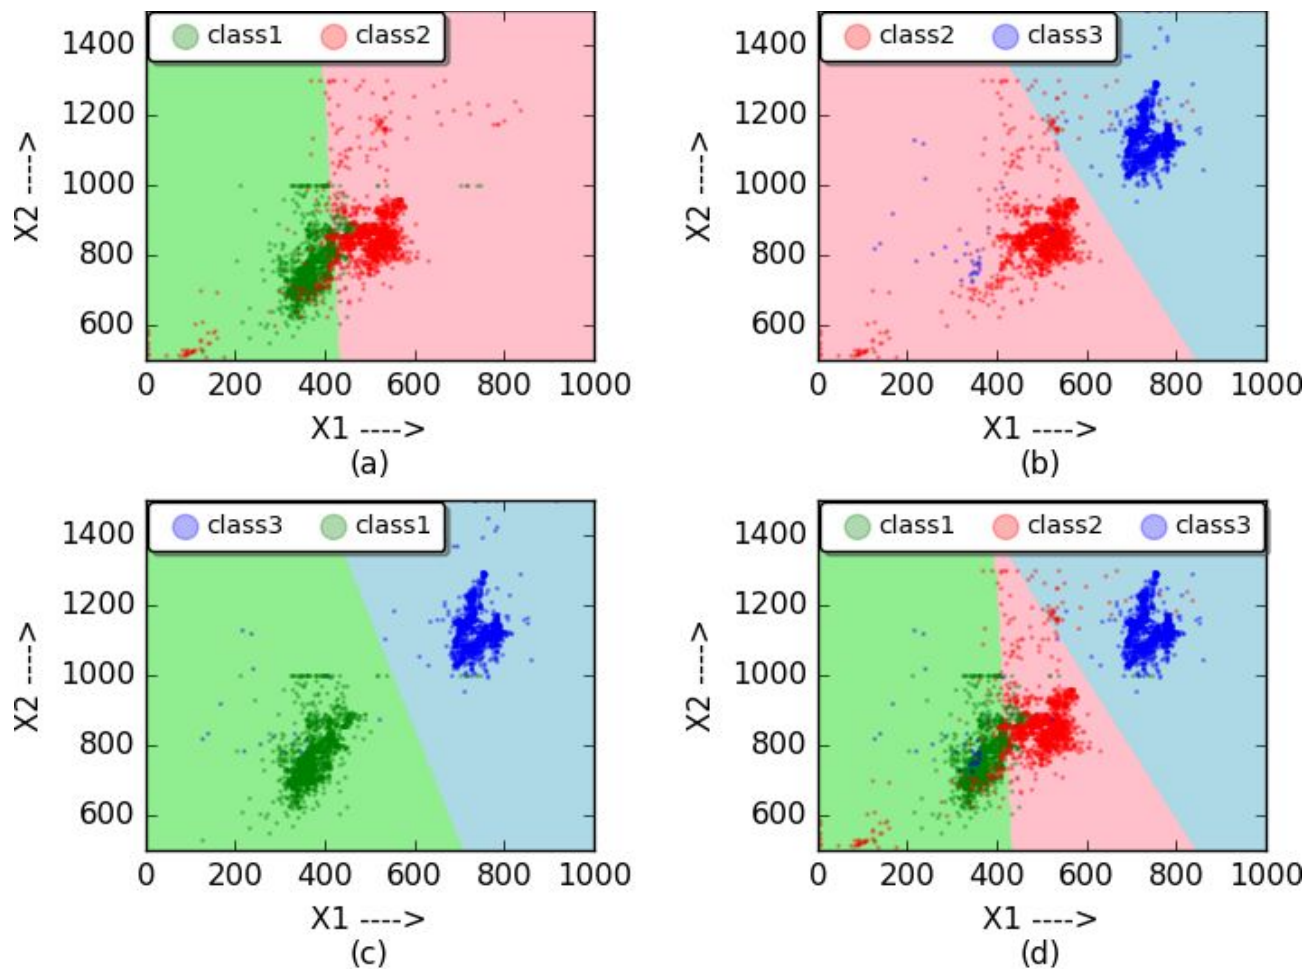 class1 class2
1400
1200
1000
800
600
0 200 400 600 800 1000
X2 ---->
X1 ---->
(a)
class2 class3
1400
1200
1000
800
600
0 200 400 600 800 1000
X2 ---->
X1 ---->
(b)
class3 class1
1400
1200
1000
800
600
0 200 400 600 800 1000
X2 ---->
X1 ---->
(c)
class1 class2 class3
1400
1200
1000
800
600
0 200 400 600 800 1000
X2 ---->
X1 ---->
(d)